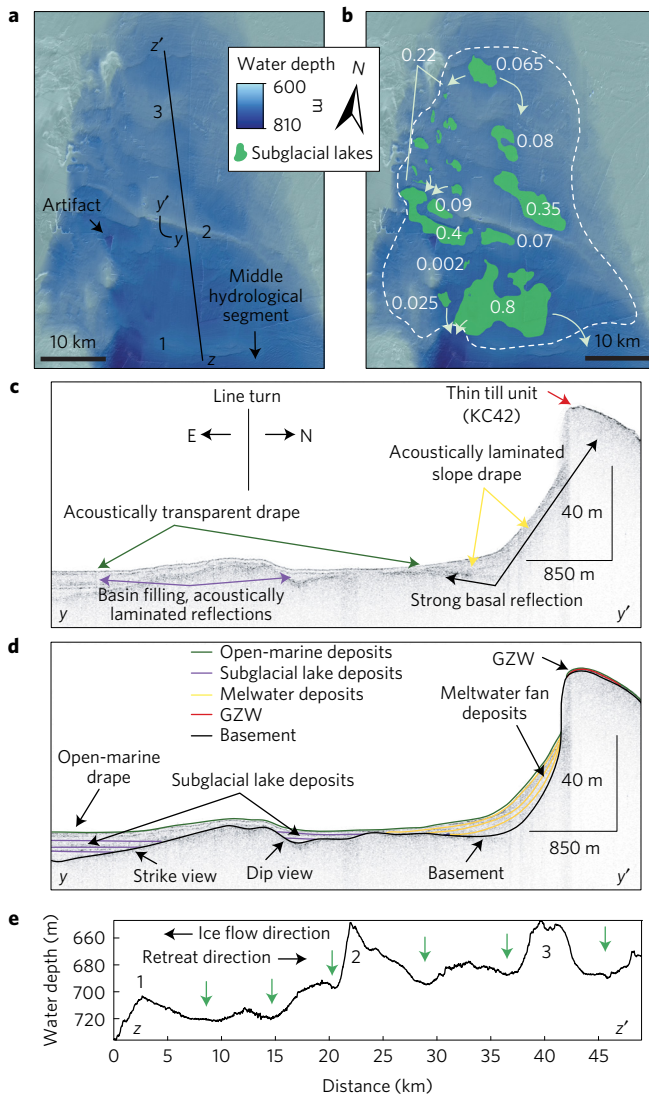 a
z′
3
y′
y
2
Artifact
Middle
hydrological
segment
10 km
1
z
Water depth
600
m
810
N
Subglacial lakes
b
0.22
0.065
0.08
0.35
0.09
0.4
0.07
0.002
0.025
0.8
10 km
c
Line turn
E
N
Thin till unit
(KC42)
Acoustically laminated
slope drape
Acoustically transparent drape
40 m
850 m
Basin filling, acoustically
laminated reflections
Strong basal reflection
y
y′
d
Open-marine deposits
Subglacial lake deposits
Melwater deposits
GZW
Basement
GZW
Meltwater fan
deposits
Open-marine
drape
Subglacial lake deposits
40 m
850 m
Strike view
Dip view
Basement
y
y′
e
Water depth (m)
660
680
700
720
Ice flow direction
Retreat direction
1
2
3
z
z′
0
5
10
15
20
25
30
35
40
45
Distance (km)